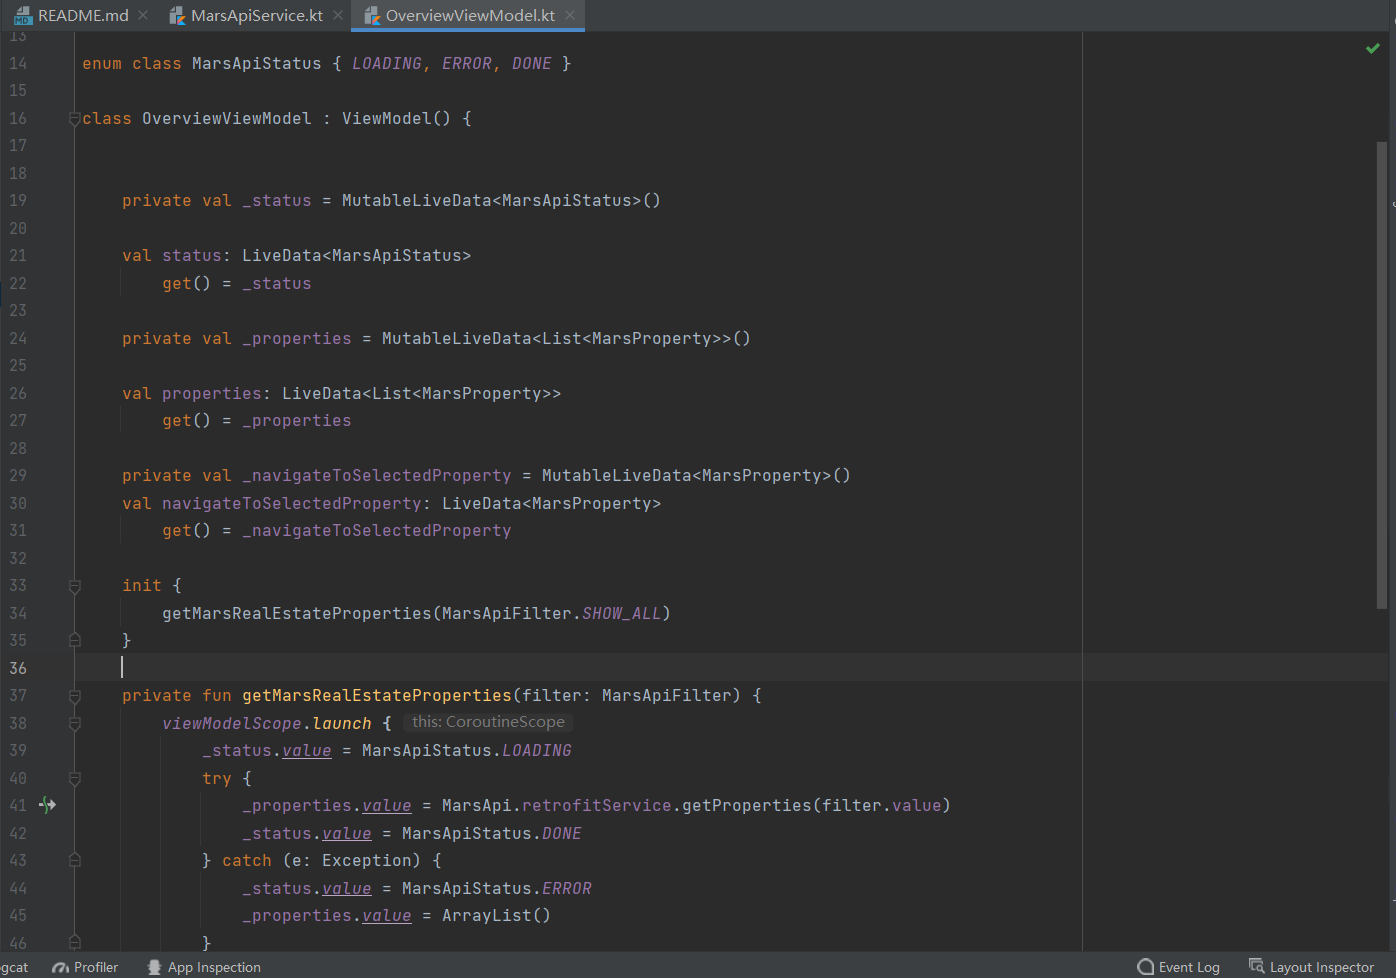 MD README.md
MarsApiService.kt
OverviewViewModel.kt
13
14 enum class MarsApiStatus { LOADING, ERROR, DONE }
15
16 class OverviewViewModel : ViewModel() {
17
18
19 private val _status = MutableLiveData<MarsApiStatus>()
20
21 val status: LiveData<MarsApiStatus>
22 get() = _status
23
24 private val _properties = MutableLiveData<List<MarsProperty>>()
25
26 val properties: LiveData<List<MarsProperty>>
27 get() = _properties
28
29 private val _navigateToSelectedProperty = MutableLiveData<MarsProperty>()
30 val navigateToSelectedProperty: LiveData<MarsProperty>
31 get() = _navigateToSelectedProperty
32
33 init {
34 getMarsRealEstateProperties(MarsApiFilter.SHOW_ALL)
35 }
36
37 private fun getMarsRealEstateProperties(filter: MarsApiFilter) {
38 viewModelScope.launch { this: CoroutineScope
39 _status.value = MarsApiStatus.LOADING
40 try {
41 _properties.value = MarsApi.retrofitService.getProperties(filter.value)
42 _status.value = MarsApiStatus.DONE
43 } catch (e: Exception) {
44 _status.value = MarsApiStatus.ERROR
45 _properties.value = ArrayList()
46 }
ogcat Profiler App Inspection Event Log Layout Inspector